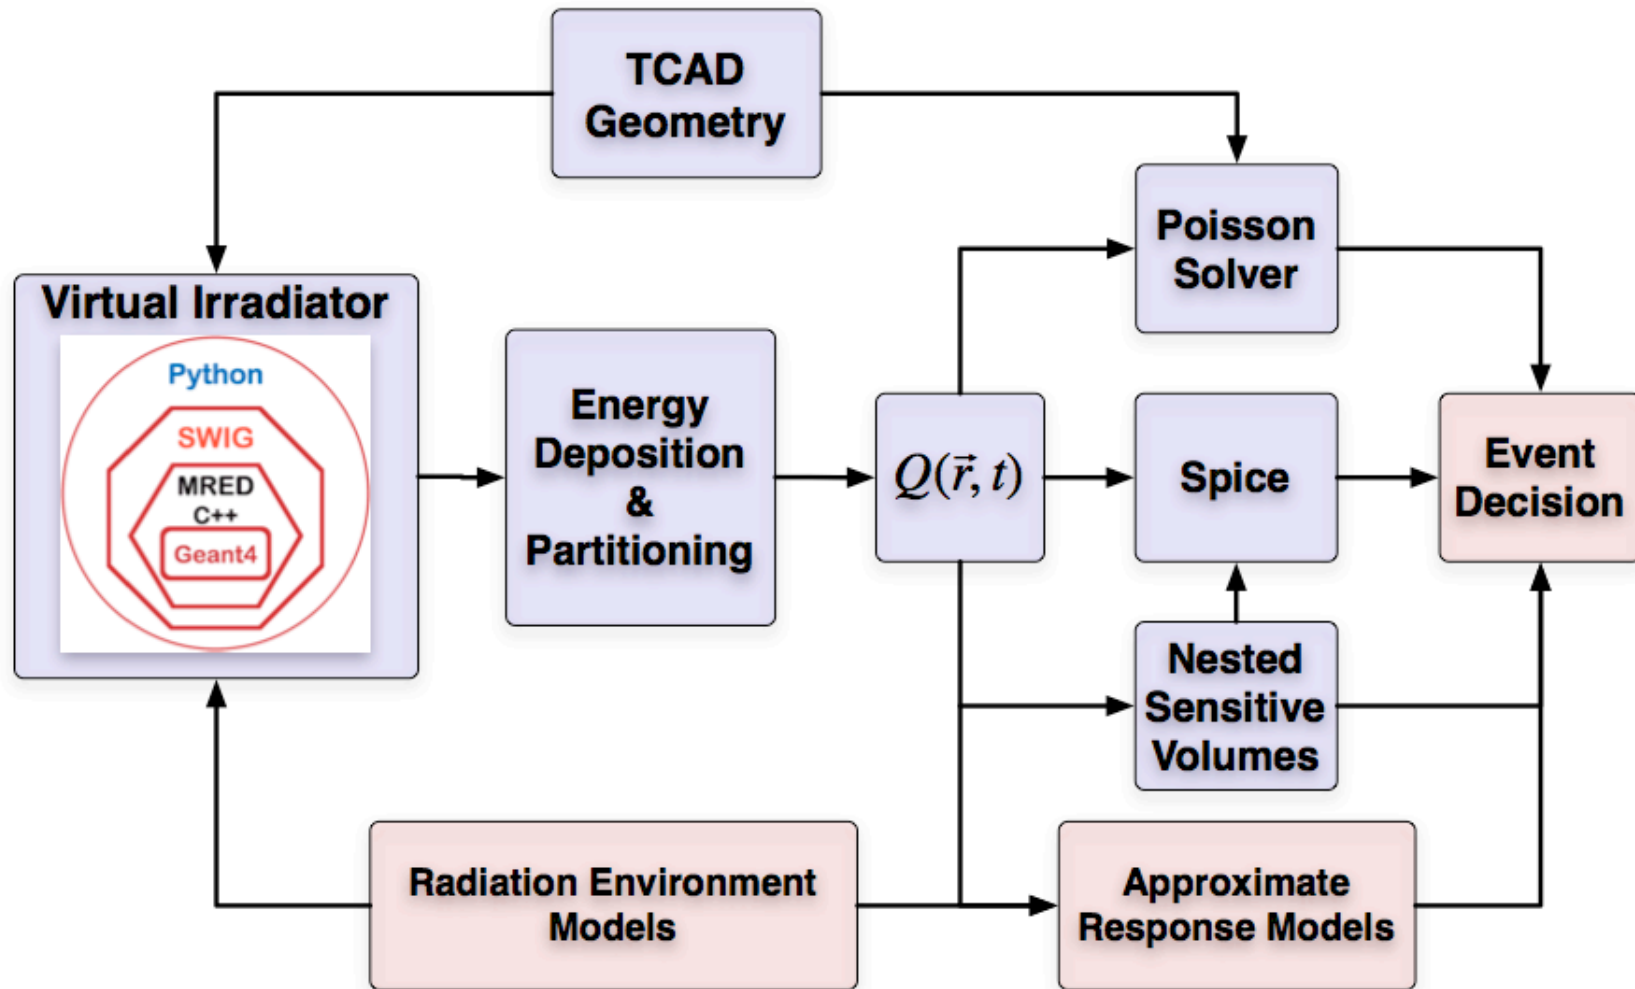 TCAD
Geometry
Virtual Irradiator
Python
SWIG
MRED
C++
Geant4
Energy
Deposition
&
Partitioning
Q(r⃗, t)
Poisson
Solver
Spice
Event
Decision
Nested
Sensitive
Volumes
Radiation Environment
Models
Approximate
Response Models